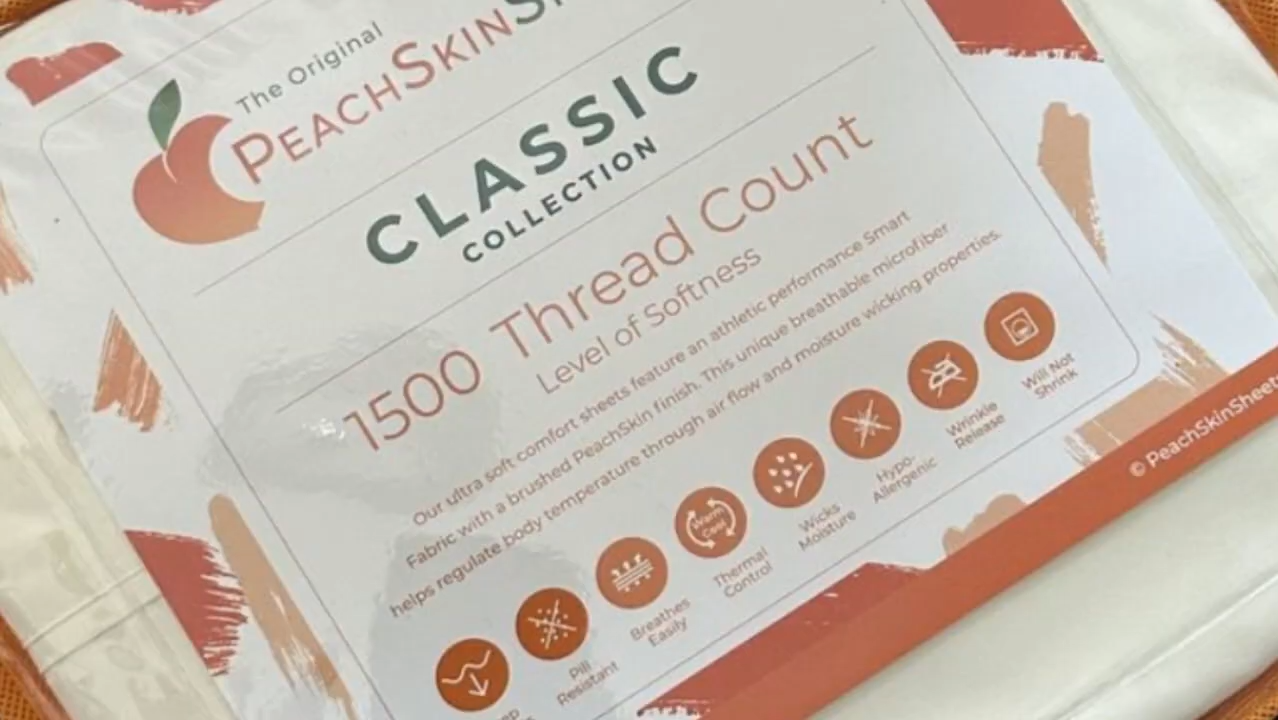 The Original
PEACHSKINS
CLASSIC
COLLECTION
1500 Thread Count
Level of Softness
Our ultra soft comfort sheets feature an athletic performance Smart
Fabric with a brushed PeachSkin finish. This unique breathable microfiber
helps regulate body temperature through air flow and moisture wicking properties.
Warm
Cool
Pill
Resistant
Breathes
Easily
Thermal
Control
Wicks
Moisture
Hypo-
Allergenic
Wrinkle
Release
Will Not
Shrink
© PeachSkinSheets